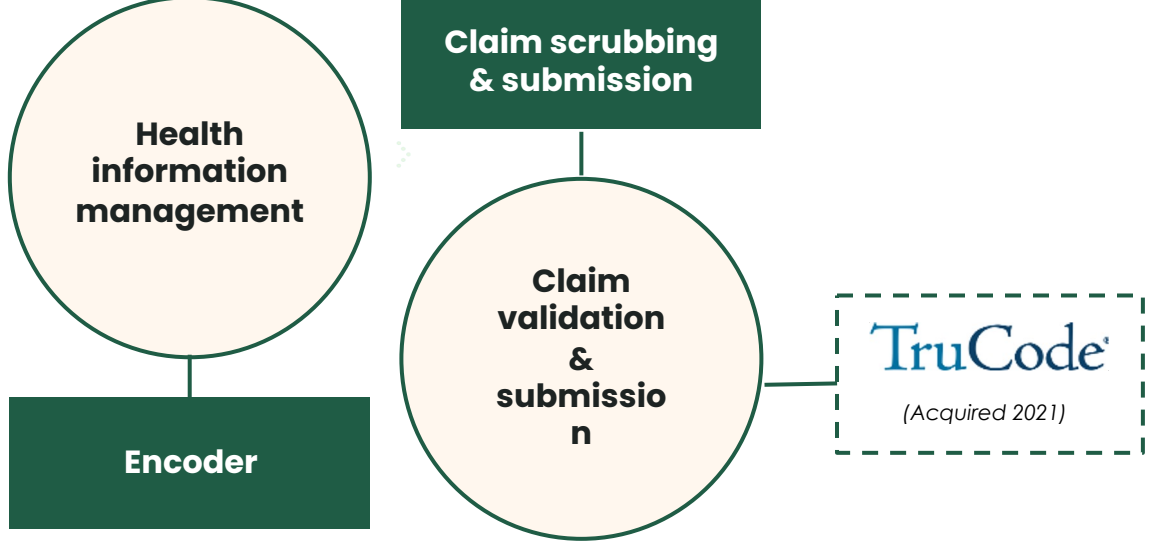 Health
information
management
Encoder
Claim scrubbing
& submission
Claim
validation
&
submissio
n
TruCode®
(Acquired 2021)